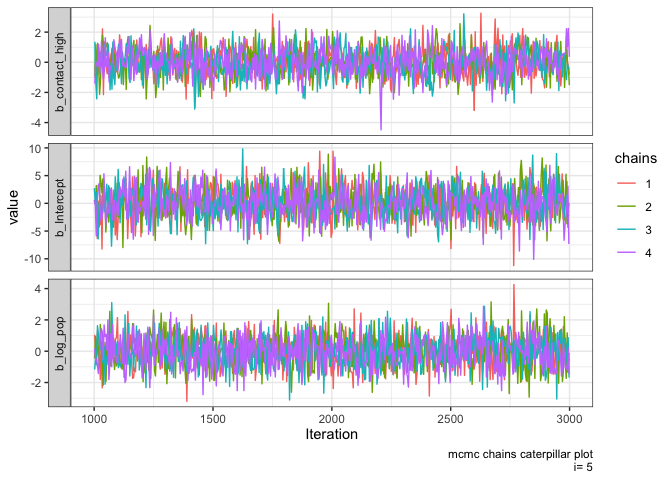 b_contact_high
2
0
-2
-4
b_Intercept
10
5
0
-5
-10
b_log_pop
4
2
0
-2
value
1000
1500
2000
2500
3000
Iteration
chains
1
2
3
4
mcmc chains caterpillar plot
i= 5